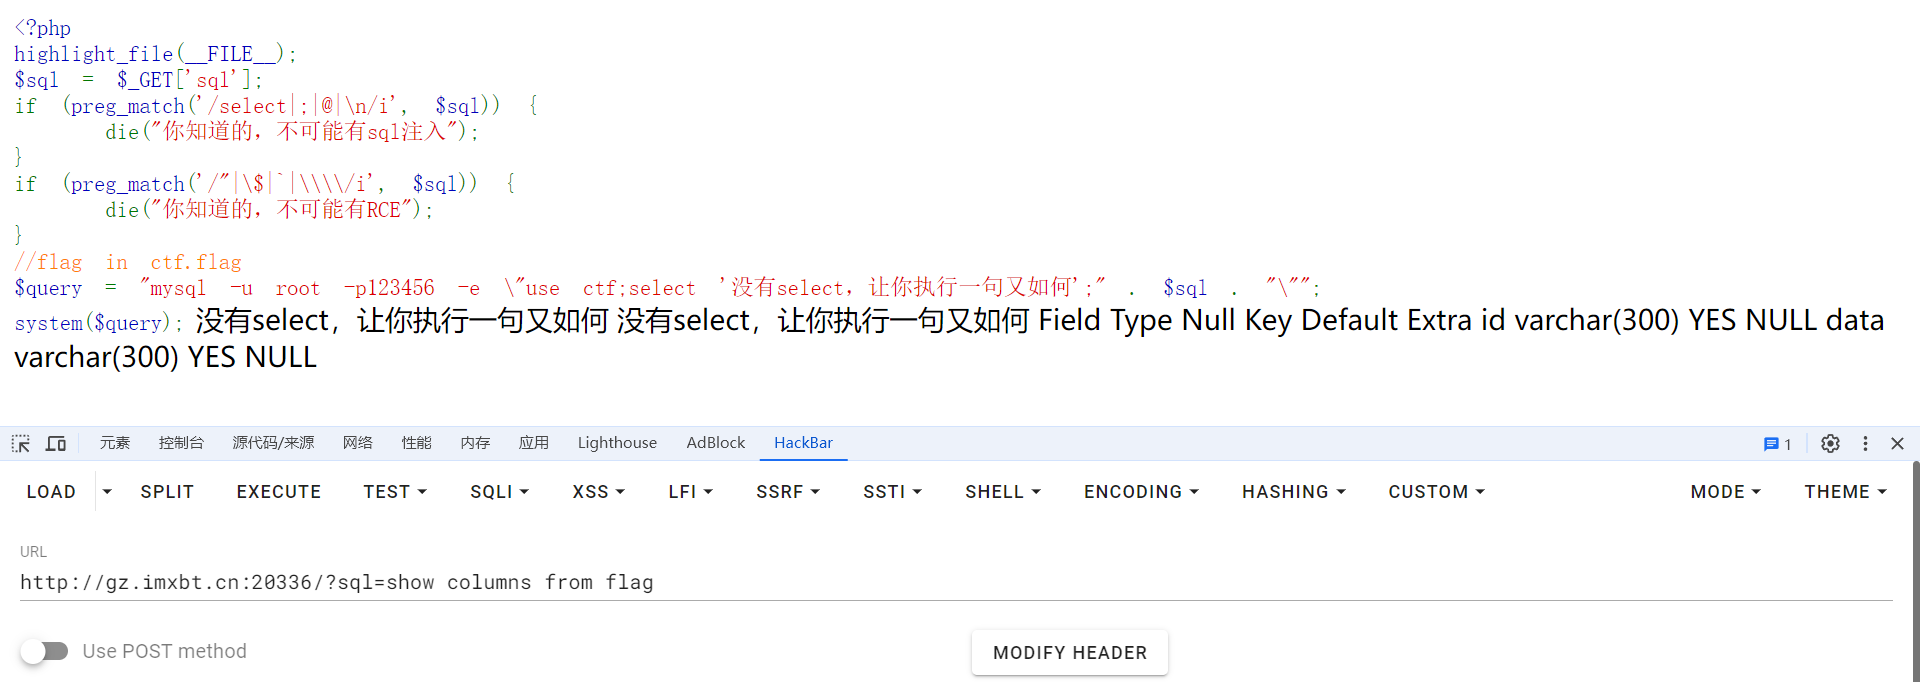 <?php
highlight_file(__FILE__);
$sql = $_GET['sql'];
if (preg_match('/select|;|@|\n/i', $sql)) {
die("你知道的，不可能有sql注入");
}
if (preg_match('/"|\$|`|\\\\/i', $sql)) {
die("你知道的，不可能有RCE");
}
//flag in ctf.flag
$query = "mysql -u root -p123456 -e \"use ctf;select '没有select，让你执行一句又如何';" . $sql . "\"";
system($query); 没有select，让你执行一句又如何 没有select，让你执行一句又如何 Field Type Null Key Default Extra id varchar(300) YES NULL data
varchar(300) YES NULL
元素 控制台 源代码/来源 网络 性能 内存 应用 Lighthouse AdBlock HackBar 1
LOAD SPLIT EXECUTE TEST SQLI XSS LFI SSRF SSTI SHELL ENCODING HASHING CUSTOM MODE THEME
URL
http://gz.imxbt.cn:20336/?sql=show columns from flag
Use POST method MODIFY HEADER